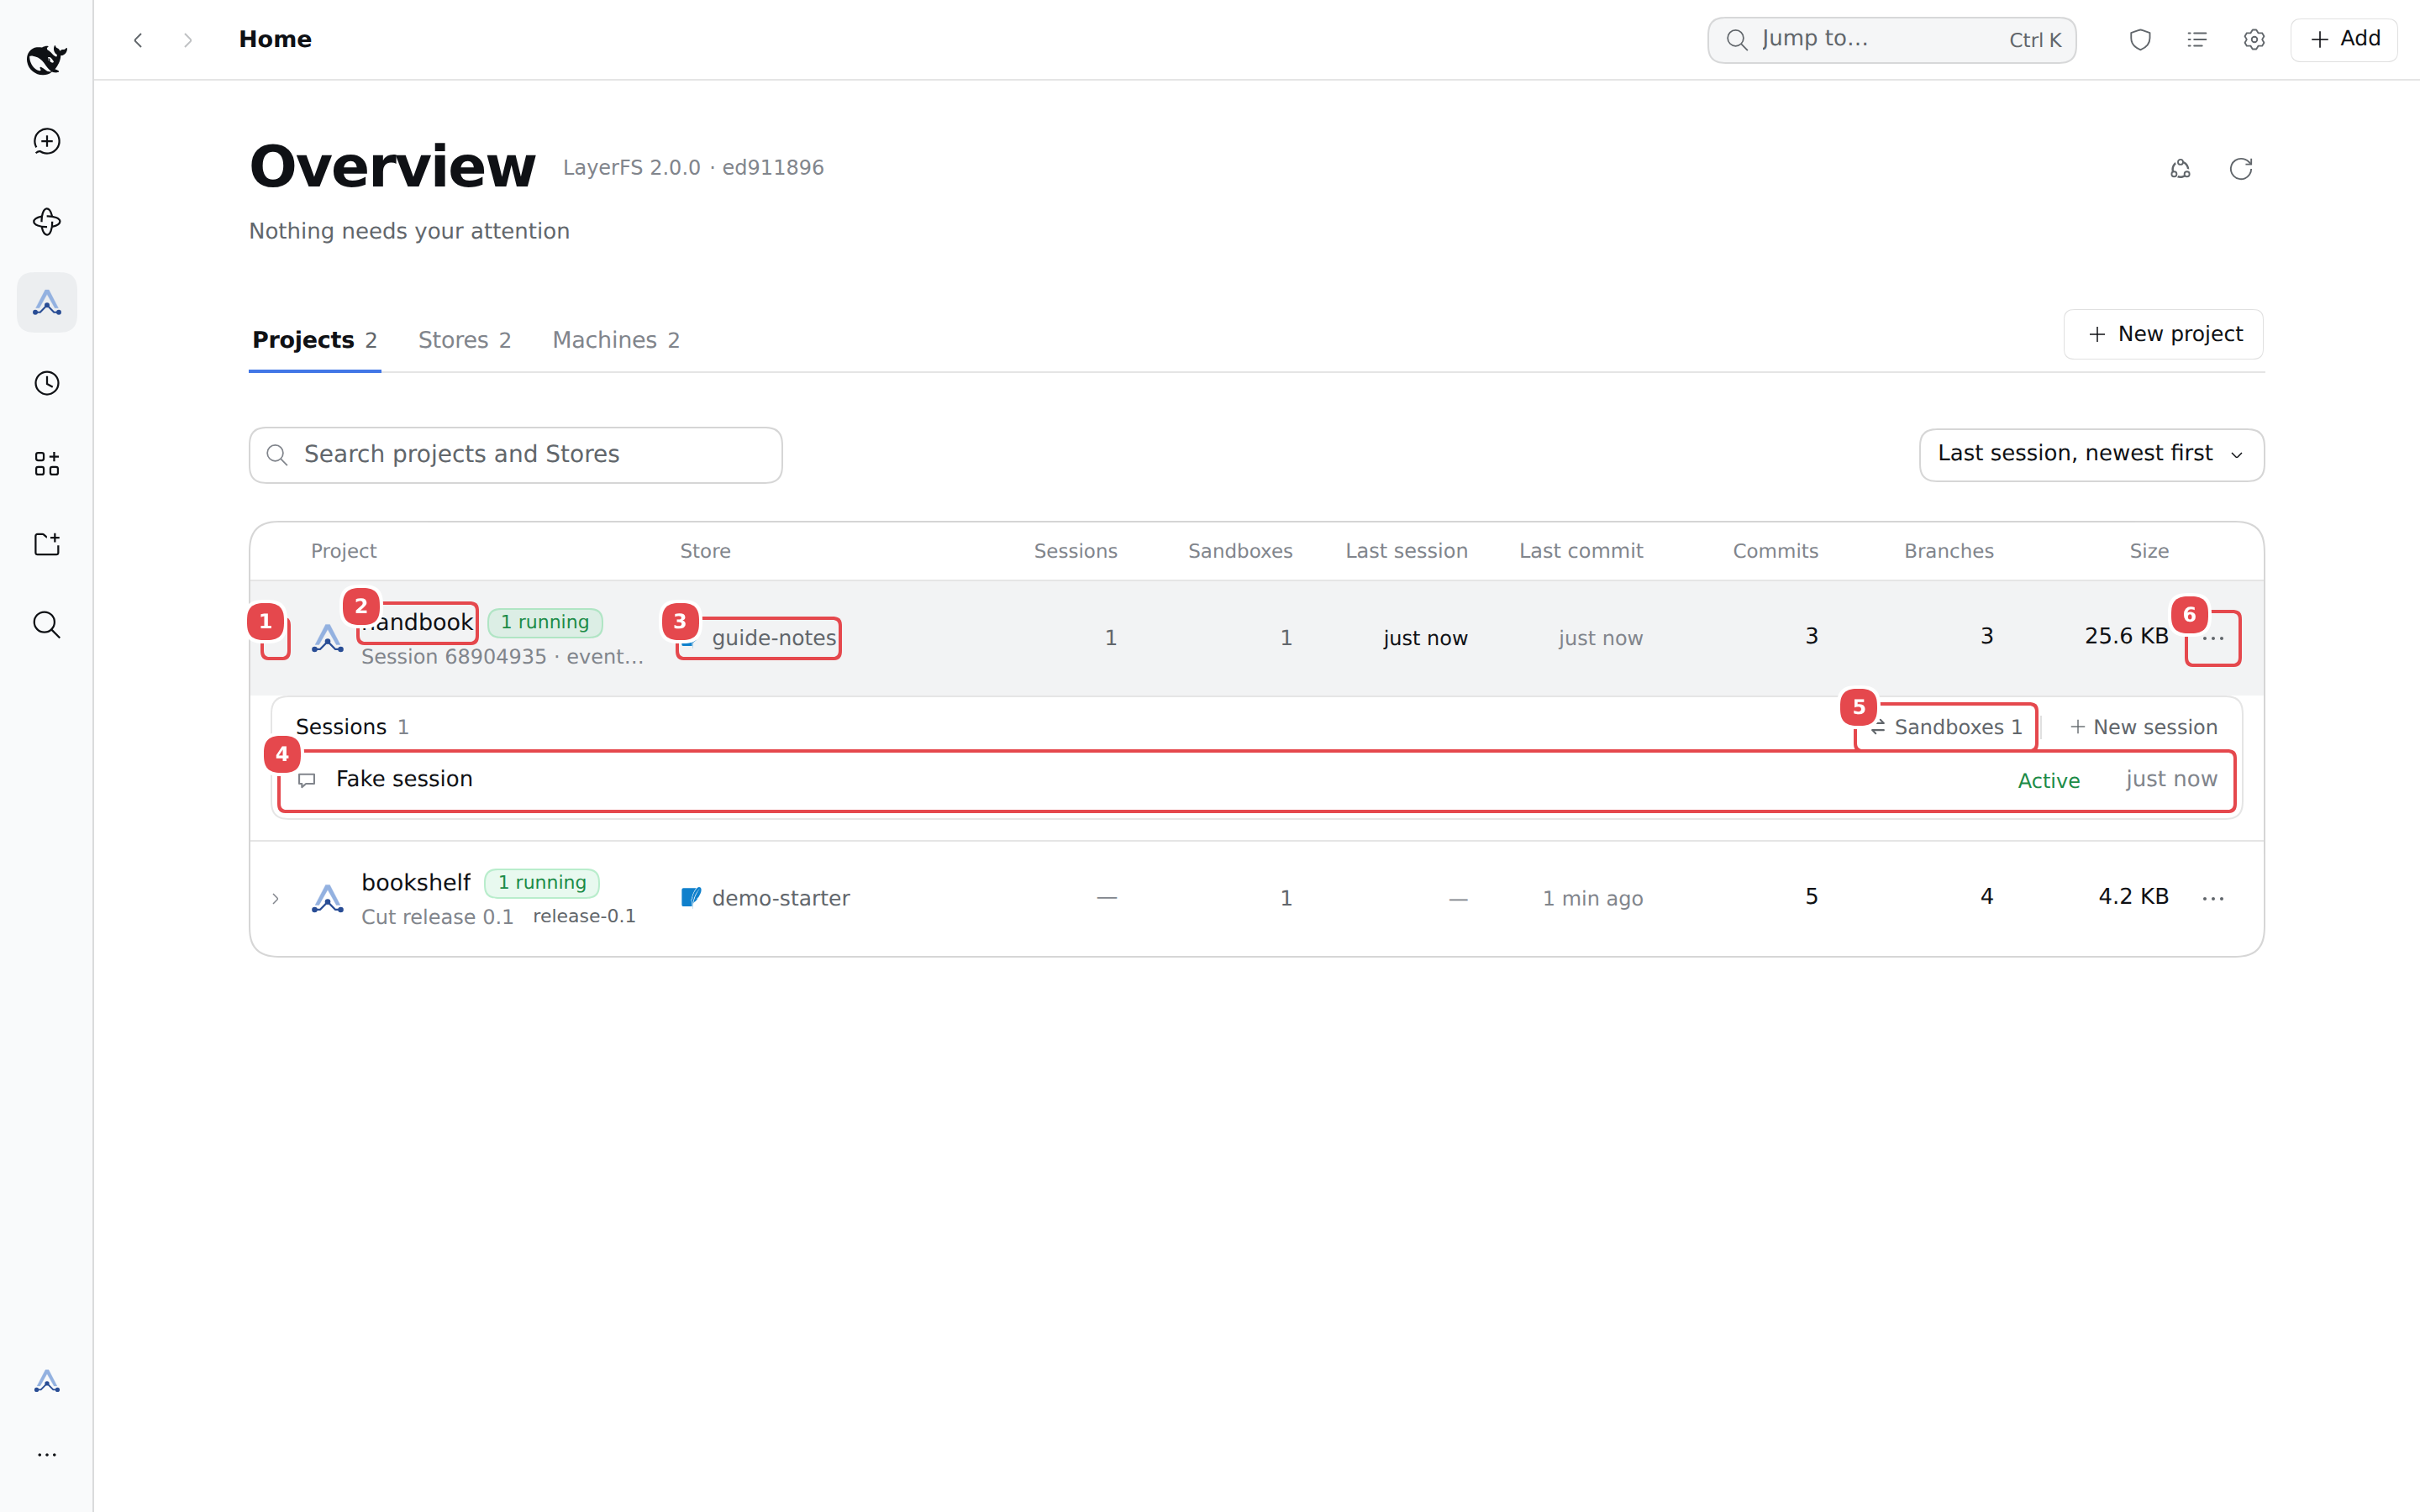 Home
Jump to...
Ctrl K
Add
Overview
LayerFS 2.0.0 · ed911896
Nothing needs your attention
Projects 2
Stores 2
Machines 2
New project
Search projects and Stores
Last session, newest first
Project Store Sessions Sandboxes Last session Last commit Commits Branches Size
1
2
handbook
1 running
Session 68904935 · event...
3
guide-notes
1
1
just now
just now
3
3
25.6 KB
6
Sessions 1
5
Sandboxes 1
New session
4
Fake session
Active
just now
bookshelf
1 running
Cut release 0.1
release-0.1
demo-starter
—
1
—
1 min ago
5
4
4.2 KB